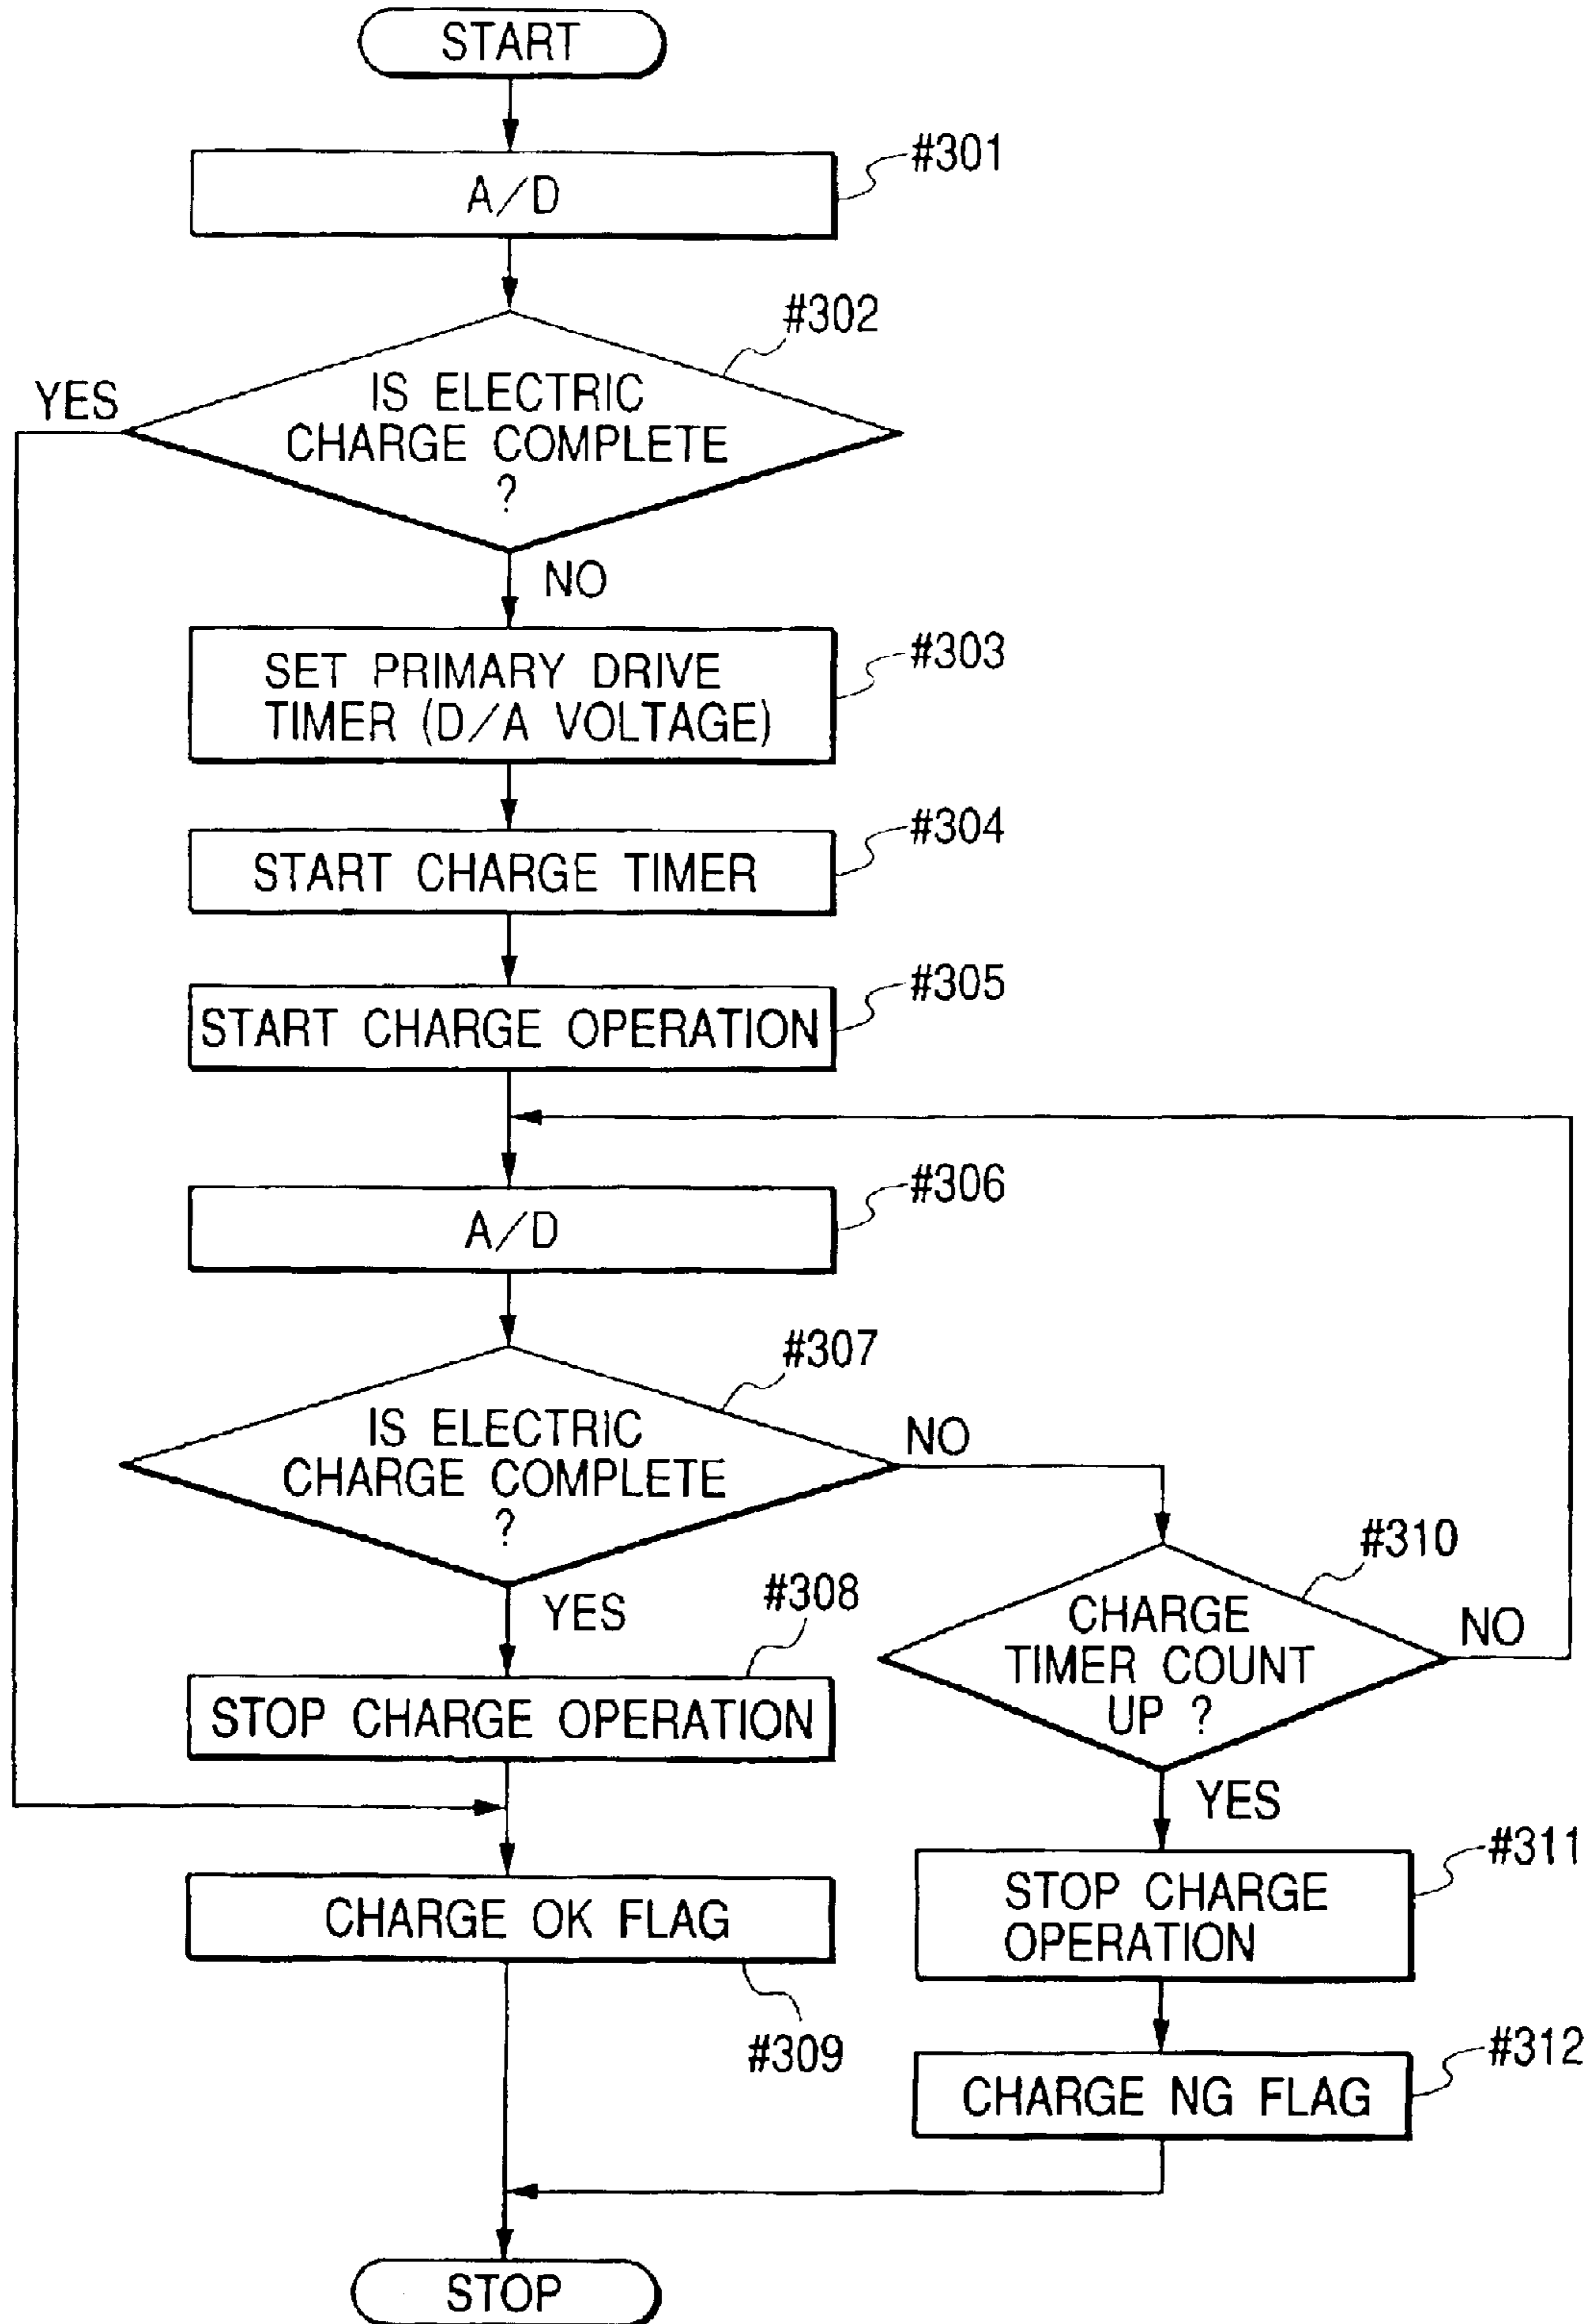 START
#301
A/D
#302
YES
IS ELECTRIC
CHARGE COMPLETE
?
NO
#303
SET PRIMARY DRIVE
TIMER (D/A VOLTAGE)
#304
START CHARGE TIMER
#305
START CHARGE OPERATION
#306
A/D
#307
IS ELECTRIC
CHARGE COMPLETE
?
NO
YES
#308
STOP CHARGE OPERATION
#310
CHARGE
TIMER COUNT
UP ?
NO
YES
CHARGE OK FLAG
#309
#311
STOP CHARGE
OPERATION
#312
CHARGE NG FLAG
STOP